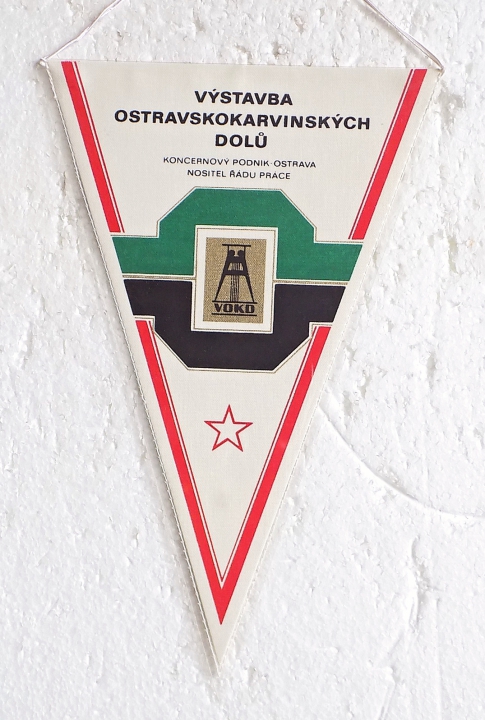 VÝSTAVBA
OSTRAVSKOKARVINSKÝCH
DOLŮ
KONCERNOVÝ PODNIK-OSTRAVA
NOSITEL ŘÁDU PRÁCE
VOKD